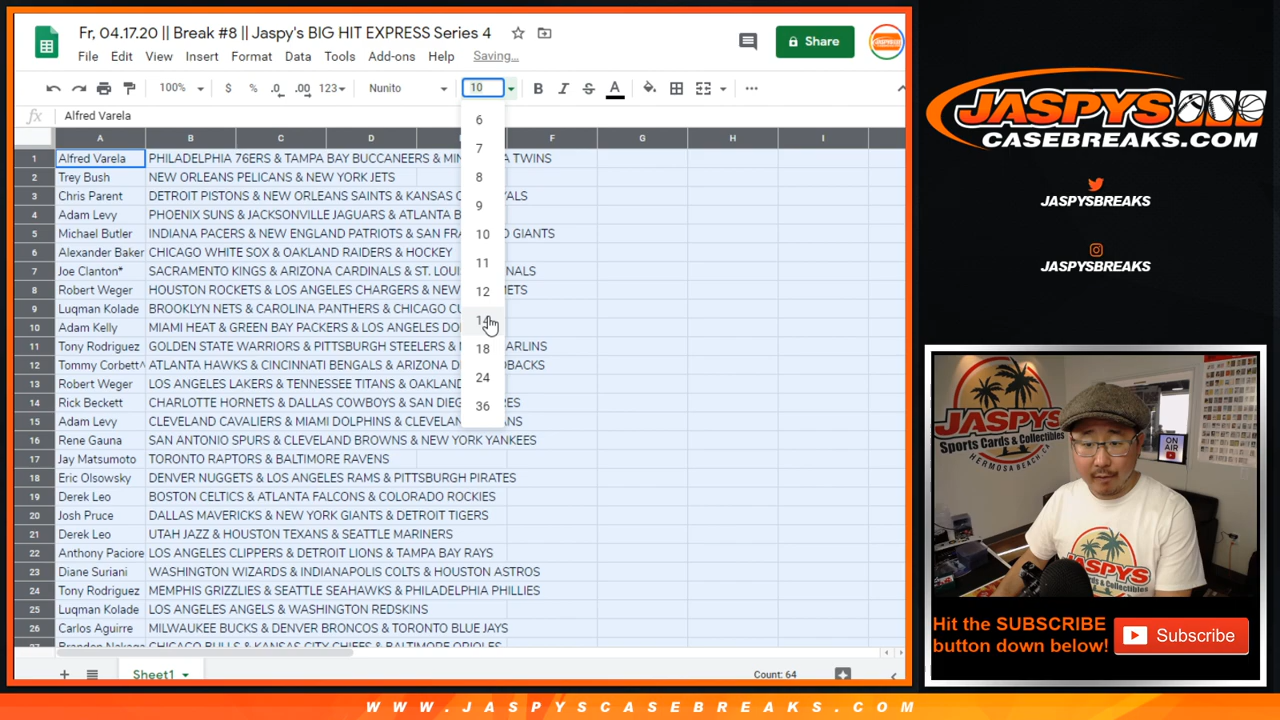 Fr, 04.17.20 || Break #8 || Jaspy's BIG HIT EXPRESS Series 4
Share
File Edit View Insert Format Data Tools Add-ons Help Saving...
100% $ % .0 .00 123 Nunito 10 B I S A
fx Alfred Varela
A B C D F G H I
1 Alfred Varela PHILADELPHIA 76ERS & TAMPA BAY BUCCANEERS & TWINS
2 Trey Bush NEW ORLEANS PELICANS & NEW YORK JETS
3 Chris Parent DETROIT PISTONS & NEW ORLEANS SAINTS & KANSAS
4 Adam Levy PHOENIX SUNS & JACKSONVILLE JAGUARS & ATLANTA
5 Michael Butler INDIANA PACERS & NEW ENGLAND PATRIOTS & SAN GIANTS
6 Alexander Baker CHICAGO WHITE SOX & OAKLAND RAIDERS & HOCKEY
7 Joe Clanton* SACRAMENTO KINGS & ARIZONA CARDINALS & ST.
8 Robert Weger HOUSTON ROCKETS & LOS ANGELES CHARGERS & NEW
9 Luqman Kolade BROOKLYN NETS & CAROLINA PANTHERS & CHICAGO
10 Adam Kelly MIAMI HEAT & GREEN BAY PACKERS & LOS ANGELES
11 Tony Rodriguez GOLDEN STATE WARRIORS & PITTSBURGH STEELERS &
12 Tommy Corbett^ ATLANTA HAWKS & CINCINNATI BENGALS & ARIZONA
13 Robert Weger LOS ANGELES LAKERS & TENNESSEE TITANS & OAKLAND
14 Rick Beckett CHARLOTTE HORNETS & DALLAS COWBOYS & SAN
15 Adam Levy CLEVELAND CAVALIERS & MIAMI DOLPHINS &
16 Rene Gauna SAN ANTONIO SPURS & CLEVELAND BROWNS & NEW YORK YANKEES
17 Jay Matsumoto TORONTO RAPTORS & BALTIMORE RAVENS
18 Eric Olsowsky DENVER NUGGETS & LOS ANGELES RAMS & PITTSBURGH PIRATES
19 Derek Leo BOSTON CELTICS & ATLANTA FALCONS & COLORADO ROCKIES
20 Josh Pruce DALLAS MAVERICKS & NEW YORK GIANTS & DETROIT TIGERS
21 Derek Leo UTAH JAZZ & HOUSTON TEXANS & SEATTLE MARINERS
22 Anthony Paciore LOS ANGELES CLIPPERS & DETROIT LIONS & TAMPA BAY RAYS
23 Diane Suriani WASHINGTON WIZARDS & INDIANAPOLIS COLTS & HOUSTON ASTROS
24 Tony Rodriguez MEMPHIS GRIZZLIES & SEATTLE SEAHAWKS & PHILADELPHIA PHILLIES
25 Luqman Kolade LOS ANGELES ANGELS & WASHINGTON REDSKINS
26 Carlos Aguirre MILWAUKEE BUCKS & DENVER BRONCOS & TORONTO BLUE JAYS
6
7
8
9
10
11
12
18
24
36
Sheet1
Count: 64
JASPYS
CASEBREAKS.COM
JASPYSBREAKS
JASPYSBREAKS
JASPYS
Sports Cards & Collectibles
HERMOSA BEACH, CA
ON
AIR
JASPYS
Hit the SUBSCRIBE
button down below!
Subscribe
WWW.JASPYSCASEBREAKS.COM